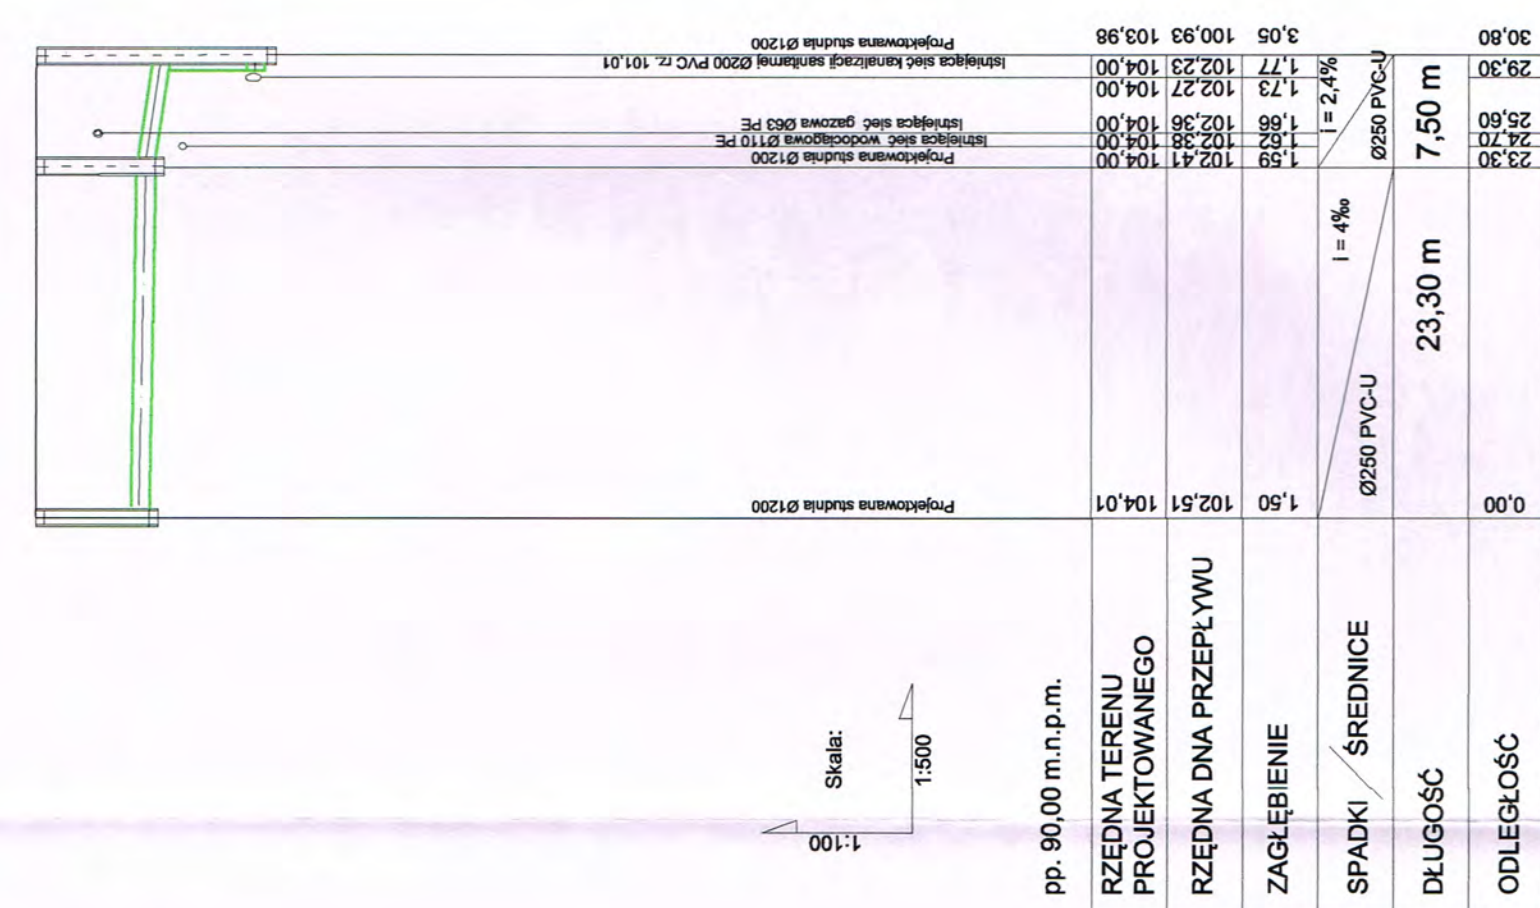 Projektowana studnia Ø1200
Istniejąca sieć kanalizacji sanitarnej Ø200 PVC rz. 101,01
Istniejąca sieć gazowa Ø63 PE
Istniejąca sieć wodociągowa Ø110 PE
Projektowana studnia Ø1200
Projektowana studnia Ø1200
Skala:
1:100
1:500
pp. 90,00 m.n.p.m.
RZĘDNA TERENU
PROJEKTOWANEGO
104,01
104,00
104,00
104,00
104,00
104,00
103,98
RZĘDNA DNA PRZEPŁYWU
102,51
102,41
102,38
102,36
102,27
102,23
100,93
ZAGŁĘBIENIE
1,50
1,59
1,62
1,66
1,73
1,77
3,05
SPADKI / ŚREDNICE
Ø250 PVC-U
i = 4‰
Ø250 PVC-U
i = 2,4%
DŁUGOŚĆ
23,30 m
7,50 m
ODLEGŁOŚĆ
0,00
23,30
24,70
25,60
29,30
30,80